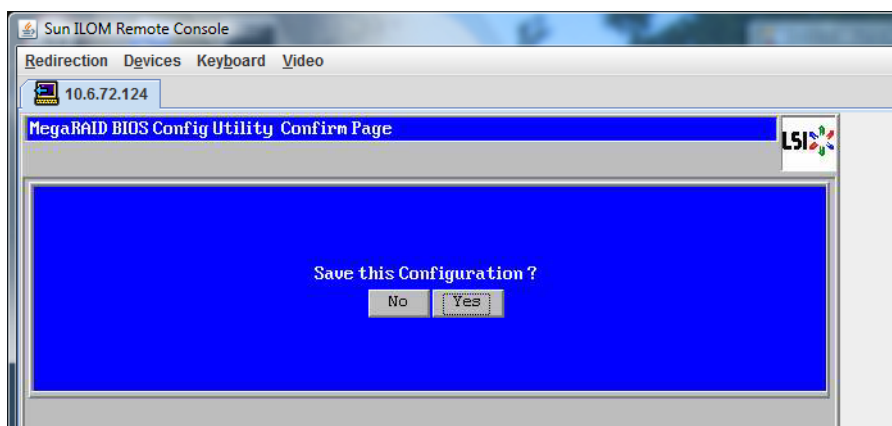 Sun ILOM Remote Console
Redirection Devices Keyboard Video
10.6.72.124
MegaRAID BIOS Config Utility Confirm Page
LSI
Save this Configuration ?
No Yes